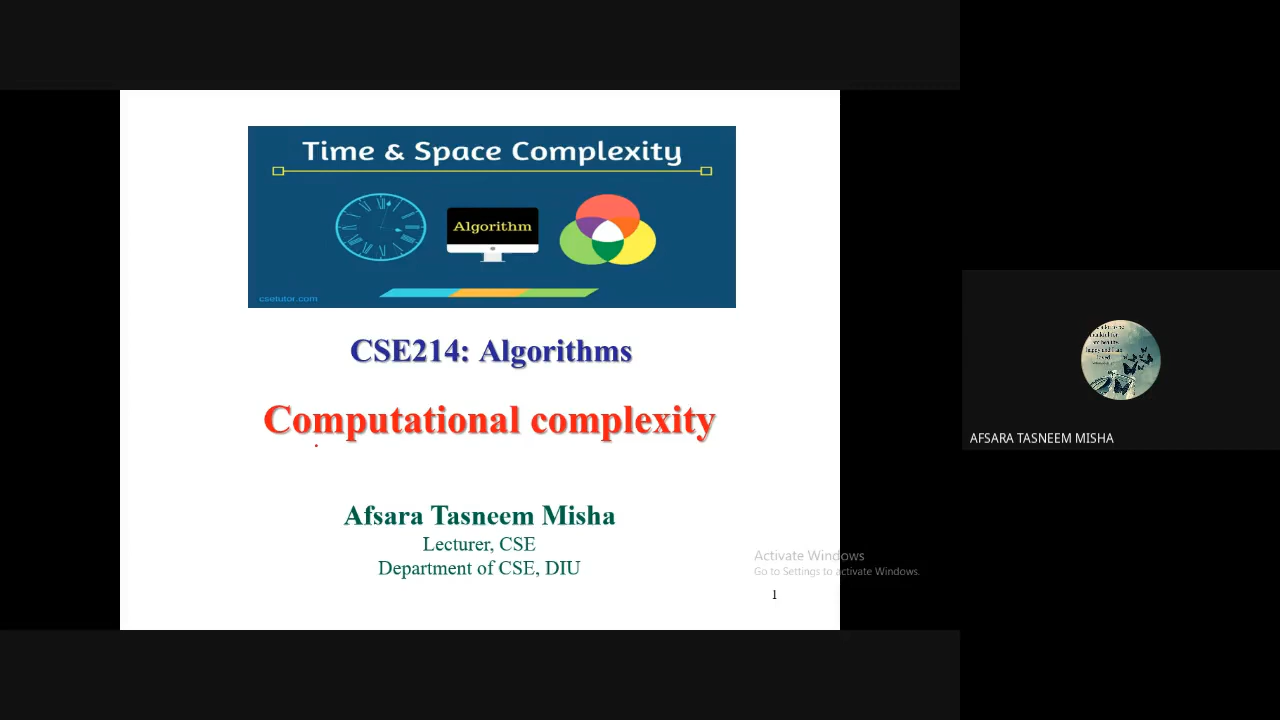 Time & Space Complexity
Algorithm
csetutor.com
CSE214: Algorithms
Computational complexity
Afsara Tasneem Misha
Lecturer, CSE
Department of CSE, DIU
Activate Windows
Go to Settings to activate Windows.
1
AFSARA TASNEEM MISHA